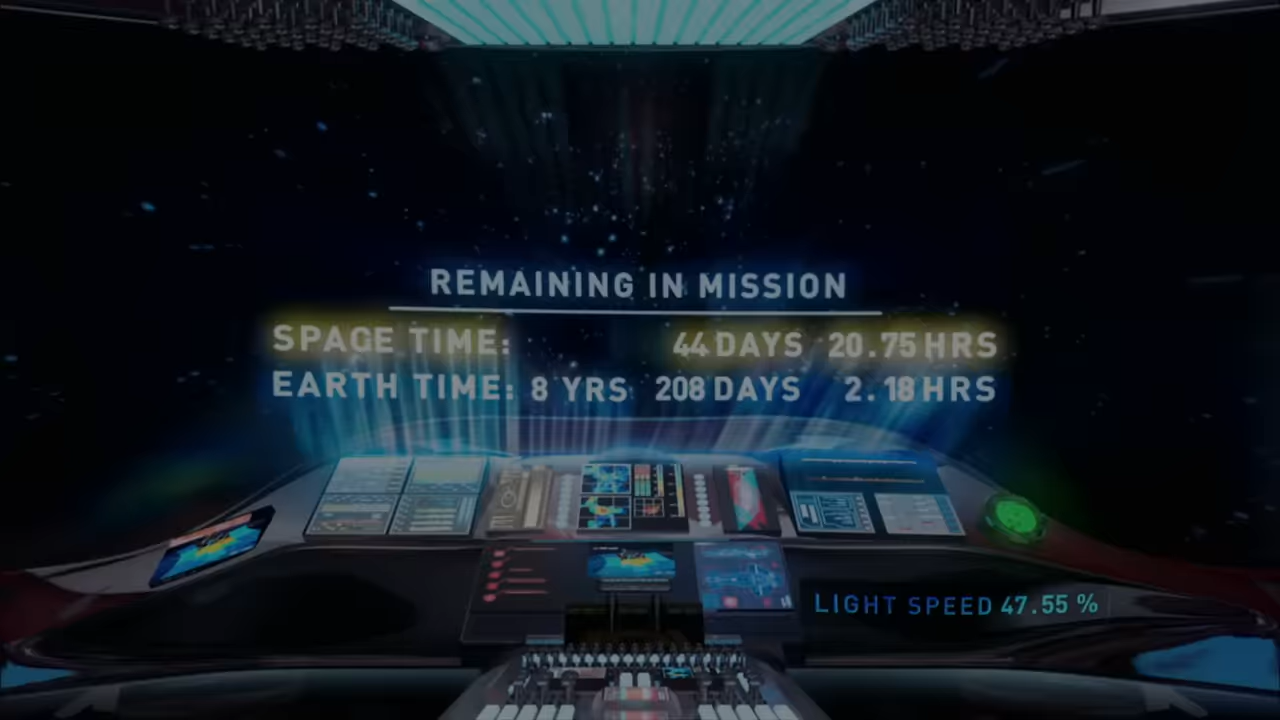 REMAINING IN MISSION
SPACE TIME: 44 DAYS 20.75 HRS
EARTH TIME: 8 YRS 208 DAYS 2.18 HRS
LIGHT SPEED 47.55 %